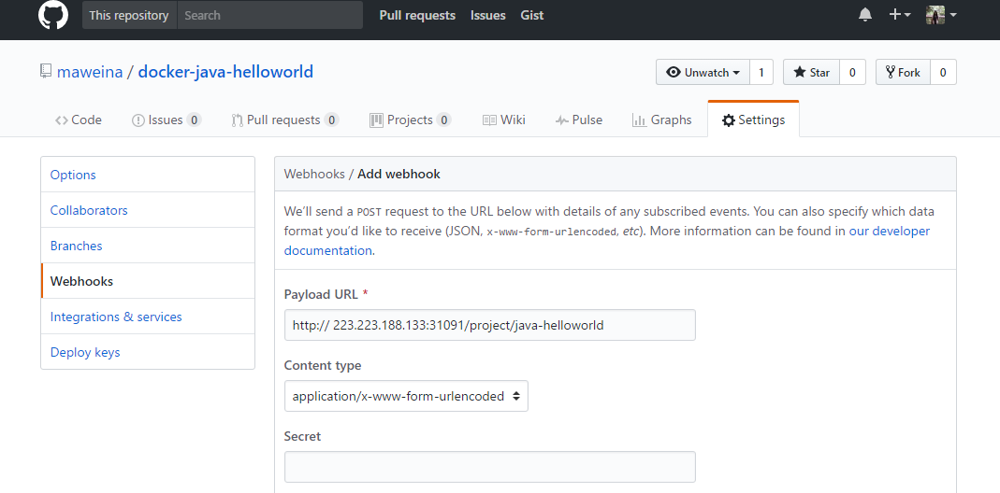 This repository Search Pull requests Issues Gist
maweina / docker-java-helloworld Unwatch 1 Star 0 Fork 0
Code Issues 0 Pull requests 0 Projects 0 Wiki Pulse Graphs Settings
Options
Collaborators
Branches
Webhooks
Integrations & services
Deploy keys
Webhooks / Add webhook
We’ll send a POST request to the URL below with details of any subscribed events. You can also specify which data
format you’d like to receive (JSON, x-www-form-urlencoded, etc). More information can be found in our developer
documentation.
Payload URL *
http:// 223.223.188.133:31091/project/java-helloworld
Content type
application/x-www-form-urlencoded
Secret